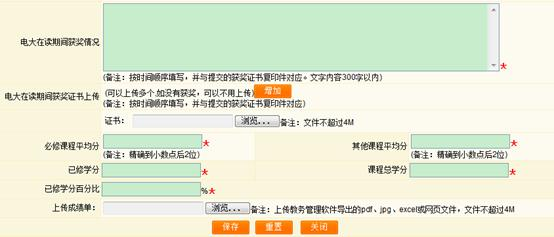 电大在读期间获奖情况
*
(备注：按时间顺序填写，并与提交的获奖证书复印件对应。文字内容300字以内)
电大在读期间获奖证书上传 (可以上传多个.如没有获奖，可以不用上传) 增加
(备注：按时间顺序填写，并与提交的获奖证书复印件对应)
证书： 浏览... 备注：文件不超过4M
必修课程平均分 * 其他课程平均分 *
(备注：精确到小数点后2位) (备注：精确到小数点后2位)
已修学分 * 课程总学分 *
已修学分百分比 %*
上传成绩单： 浏览... 备注：上传教务管理软件导出的pdf、jpg、excel或网页文件，文件不超过4M
保存 重置 关闭